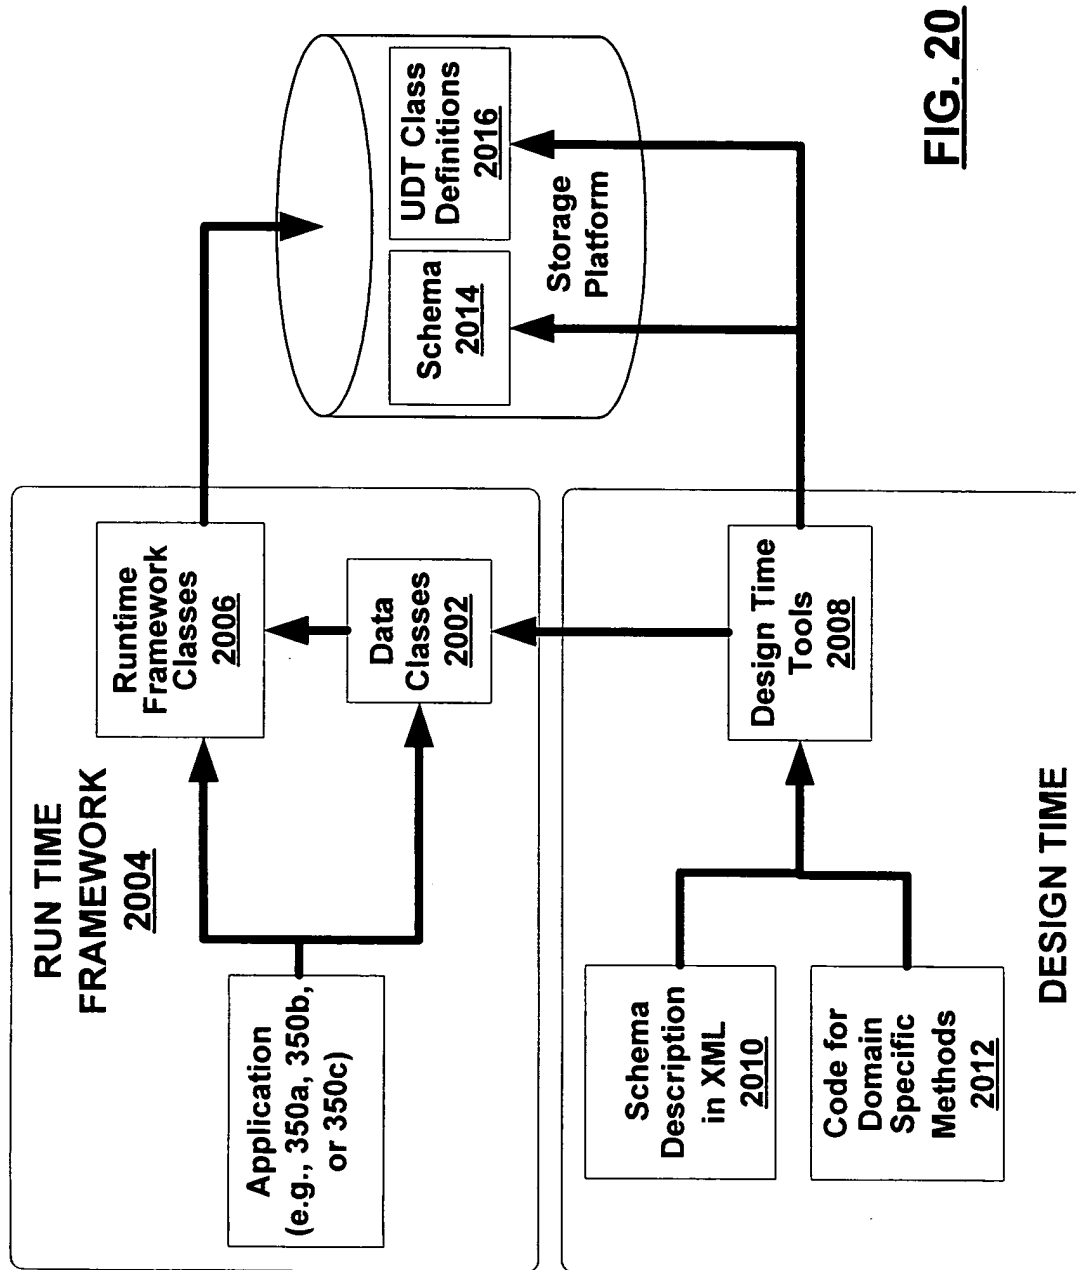 RUN TIME
FRAMEWORK
2004
Application
(e.g., 350a, 350b,
or 350c)
Runtime
Framework
Classes
2006
Data
Classes
2002
DESIGN TIME
Schema
Description
in XML
2010
Code for
Domain
Specific
Methods
2012
Design Time
Tools
2008
Schema
2014
UDT Class
Definitions
2016
Storage
Platform
FIG. 20